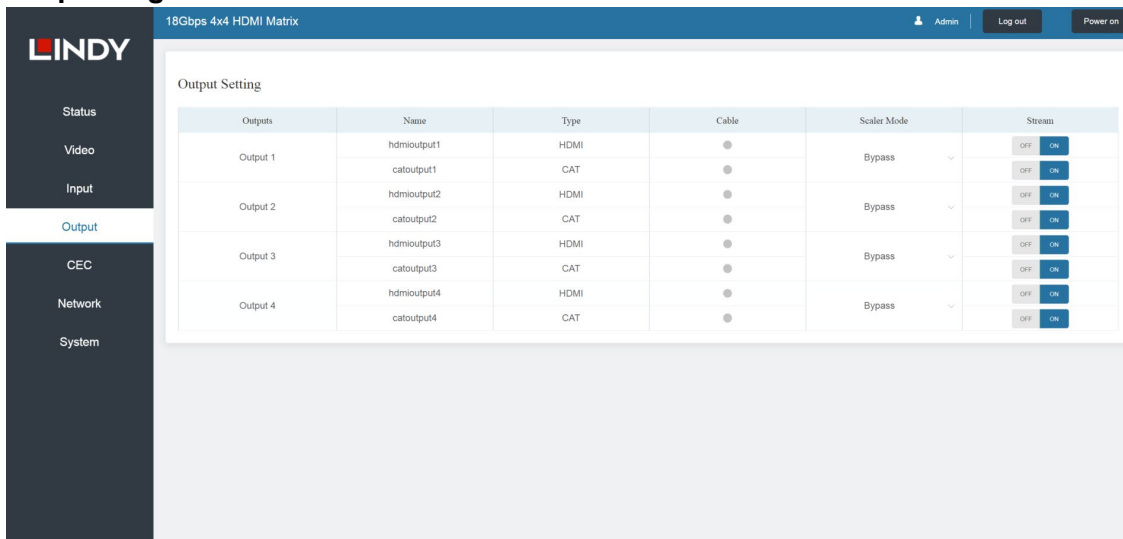 18Gbps 4x4 HDMI Matrix Admin Log out Power on
LINDY
Output Setting
Status
Video
Input
Output
CEC
Network
System
Outputs Name Type Cable Scaler Mode Stream
Output 1 hdmioutput1 HDMI Bypass OFF ON
catoutput1 CAT OFF ON
Output 2 hdmioutput2 HDMI Bypass OFF ON
catoutput2 CAT OFF ON
Output 3 hdmioutput3 HDMI Bypass OFF ON
catoutput3 CAT OFF ON
Output 4 hdmioutput4 HDMI Bypass OFF ON
catoutput4 CAT OFF ON